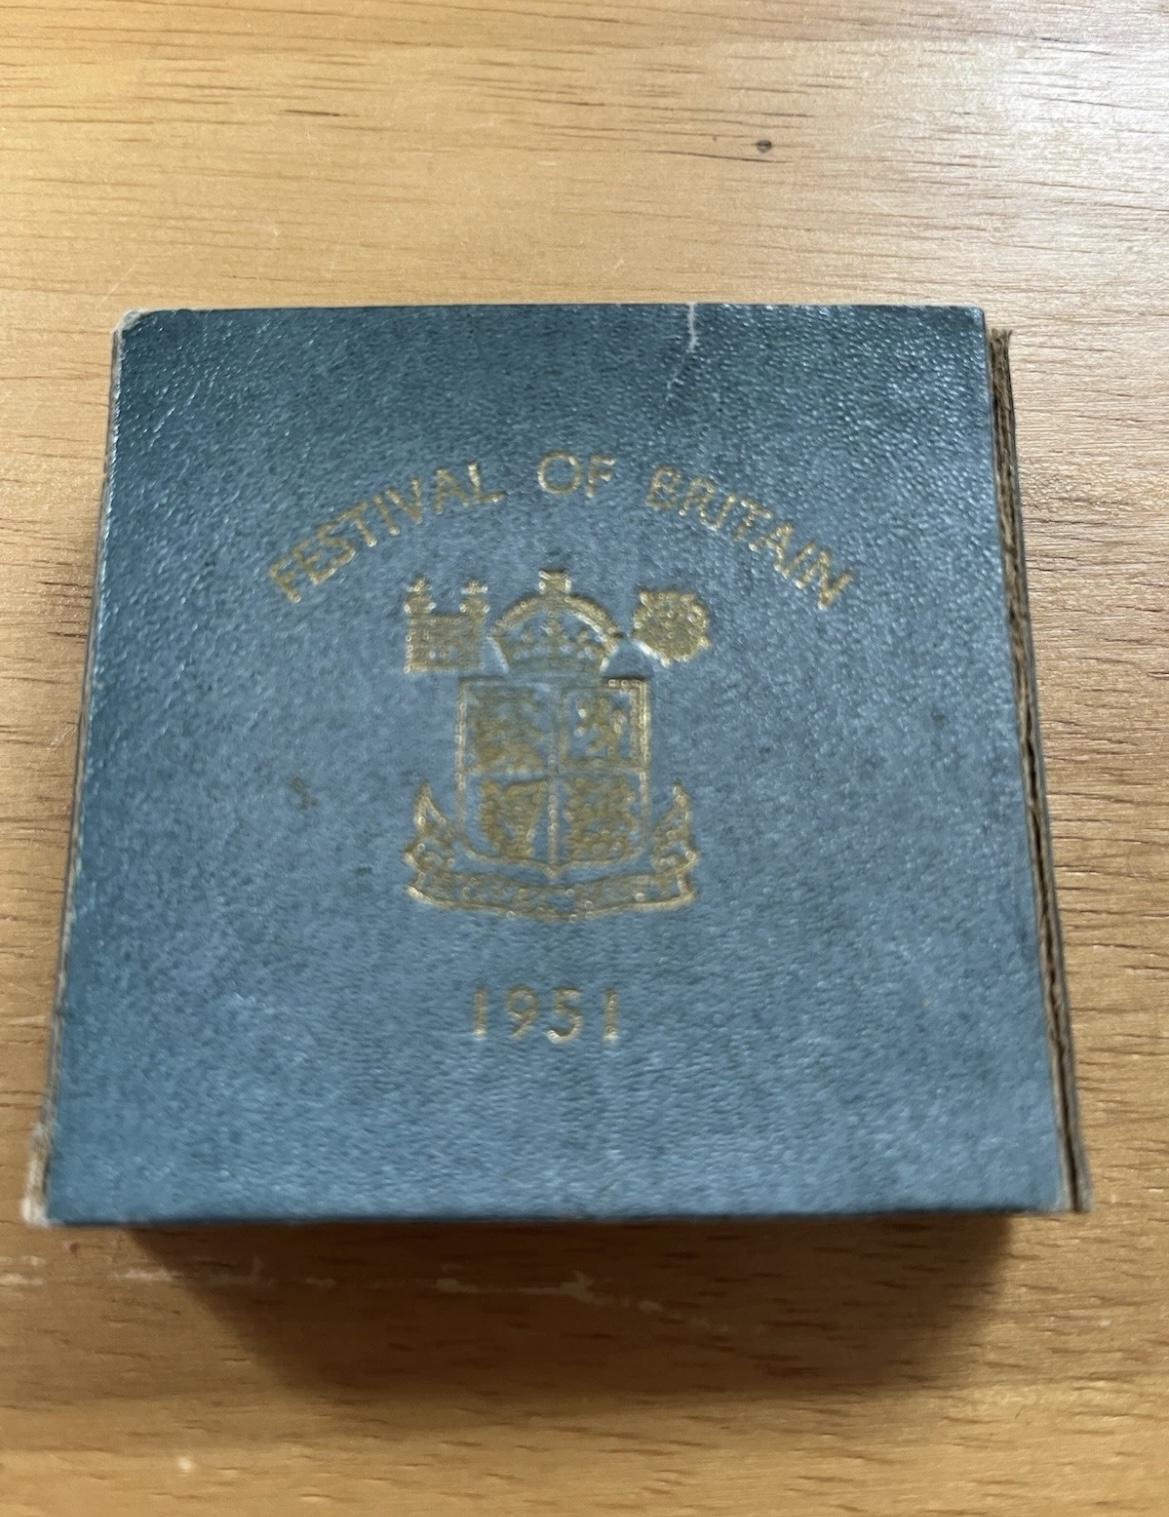 FESTIVAL OF BRITAIN
1951